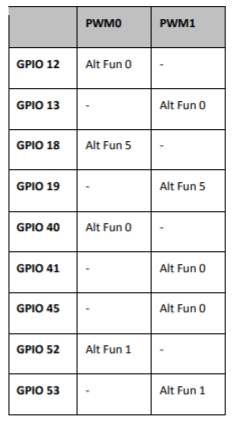 PWM0 PWM1
GPIO 12 Alt Fun 0 -
GPIO 13 - Alt Fun 0
GPIO 18 Alt Fun 5 -
GPIO 19 - Alt Fun 5
GPIO 40 Alt Fun 0 -
GPIO 41 - Alt Fun 0
GPIO 45 - Alt Fun 0
GPIO 52 Alt Fun 1 -
GPIO 53 - Alt Fun 1